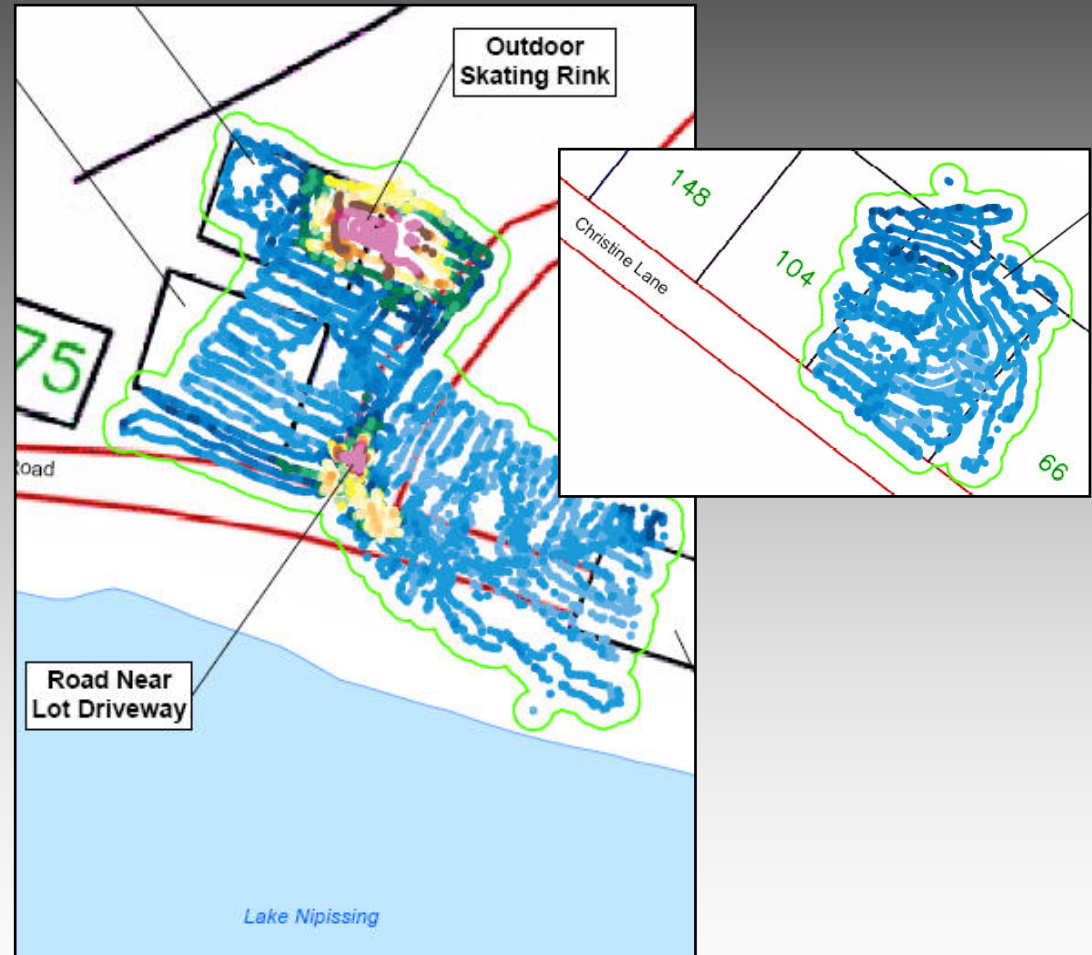 Outdoor
Skating Rink
148
Christine Lane
104
66
75
Road
Road Near
Lot Driveway
Lake Nipissing